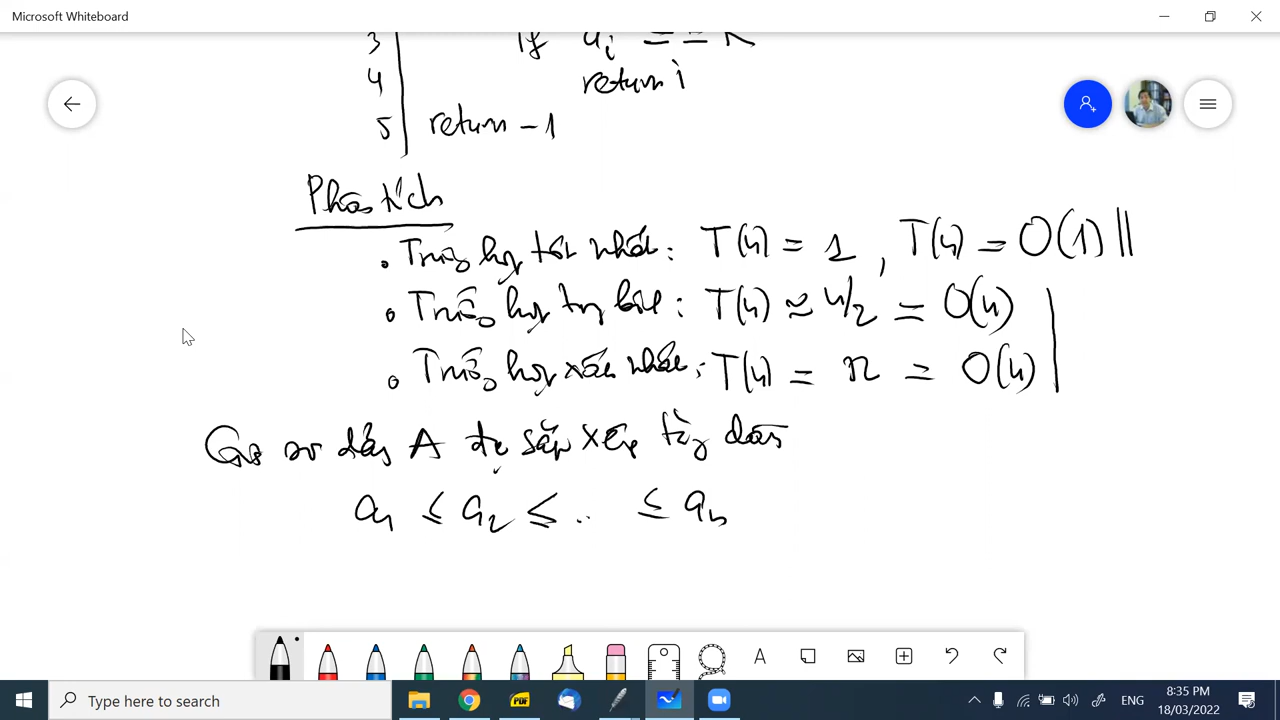 Microsoft Whiteboard
3 if ai == K
4 return i
5 return -1
Phân tích
• Trường hợp tốt nhất: T(n) = 1, T(n) = O(1)
• Trường hợp trung bình: T(n) ≈ n/2 = O(n)
• Trường hợp xấu nhất: T(n) = n = O(n)
Giả sử dãy A được sắp xếp tăng dần
a1 ≤ a2 ≤ .. ≤ an
A
Type here to search
PDF
ENG
8:35 PM
18/03/2022